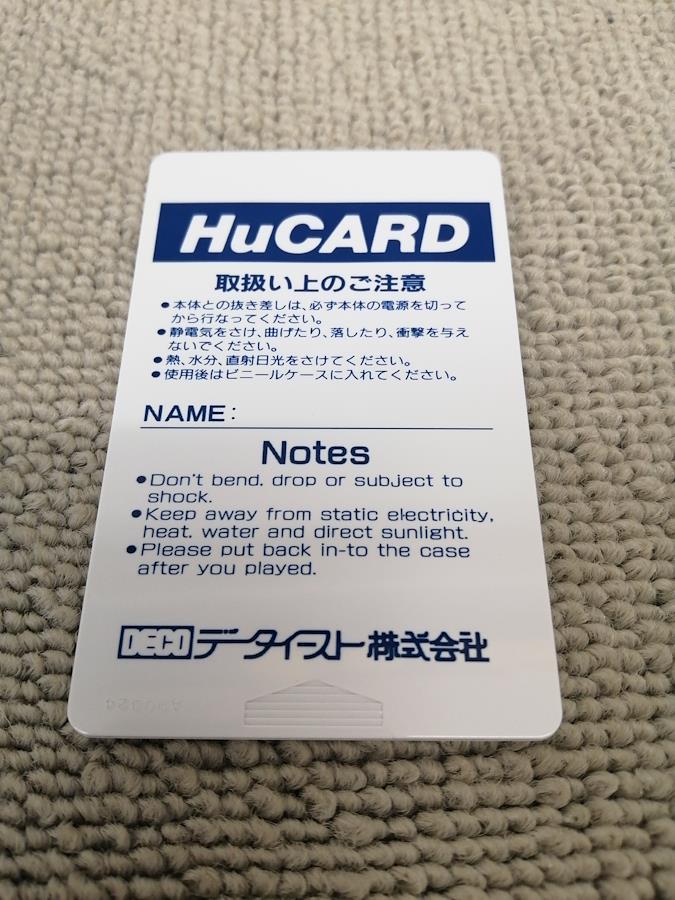 HuCARD
取扱い上のご注意
●本体との抜き差しは、必ず本体の電源を切って
から行なってください。
●静電気をさけ、曲げたり、落したり、衝撃を与え
ないでください。
●熱、水分、直射日光をさけてください。
●使用後はビニールケースに入れてください。
NAME:
Notes
●Don't bend. drop or subject to
shock.
●Keep away from static electricity,
heat. water and direct sunlight.
●Please put back in-to the case
after you played.
DECO データイースト株式会社